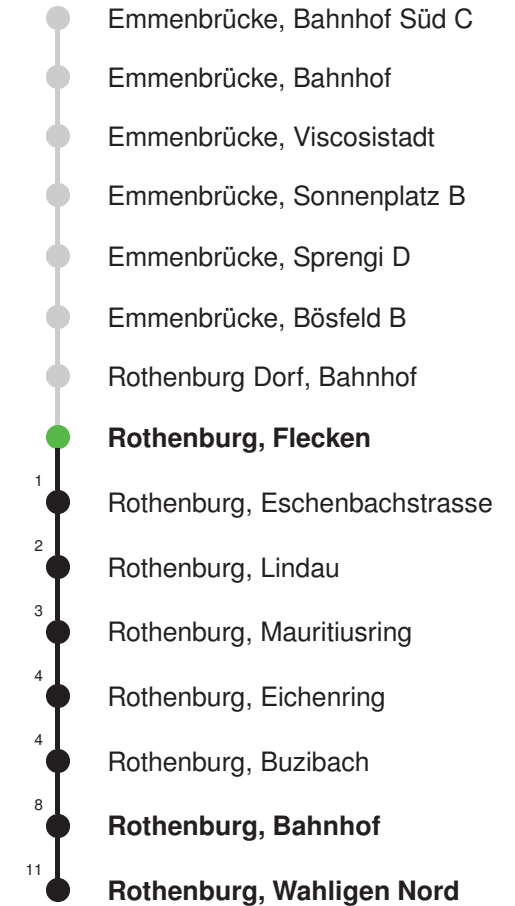 Emmenbrücke, Bahnhof Süd C
Emmenbrücke, Bahnhof
Emmenbrücke, Viscosistadt
Emmenbrücke, Sonnenplatz B
Emmenbrücke, Sprengi D
Emmenbrücke, Bösfeld B
Rothenburg Dorf, Bahnhof
Rothenburg, Flecken
1 Rothenburg, Eschenbachstrasse
2 Rothenburg, Lindau
3 Rothenburg, Mauritiusring
4 Rothenburg, Eichenring
4 Rothenburg, Buzibach
8 Rothenburg, Bahnhof
11 Rothenburg, Wahligen Nord